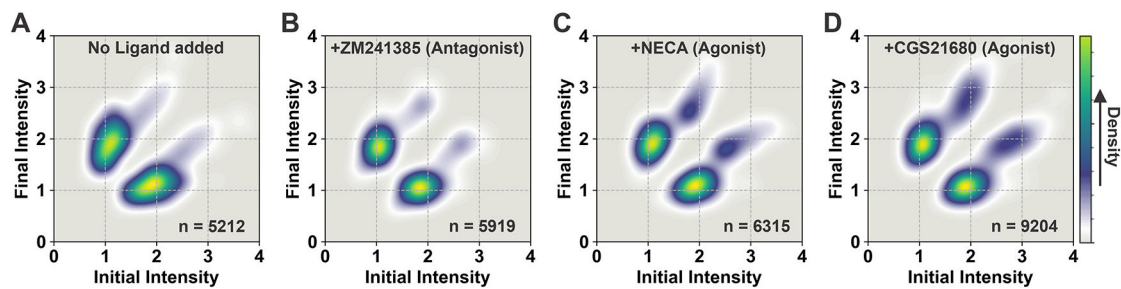 A
B
C
D
No Ligand added
+ZM241385 (Antagonist)
+NECA (Agonist)
+CGS21680 (Agonist)
n = 5212
n = 5919
n = 6315
n = 9204
Final Intensity
4
3
2
1
0
0 1 2 3 4
Initial Intensity
Final Intensity
4
3
2
1
0
0 1 2 3 4
Initial Intensity
Final Intensity
4
3
2
1
0
0 1 2 3 4
Initial Intensity
Final Intensity
4
3
2
1
0
0 1 2 3 4
Initial Intensity
Density